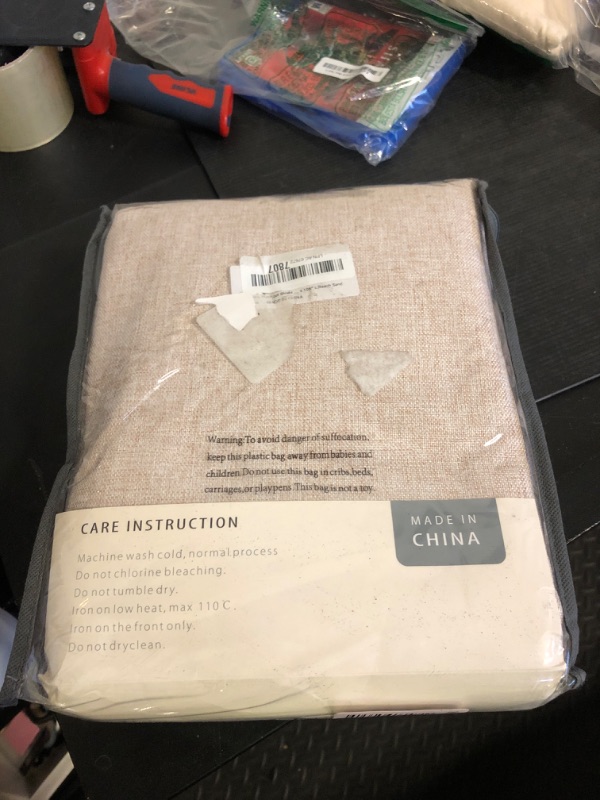 Warning:To avoid danger of suffocation,
keep this plastic bag away from babies and
children.Do not use this bag in cribs,beds,
carriages,or playpens.This bag is not a toy.
CARE INSTRUCTION
Machine wash cold, normal process
Do not chlorine bleaching.
Do not tumble dry.
Iron on low heat, max 110℃.
Iron on the front only.
Do not dryclean.
MADE IN
CHINA